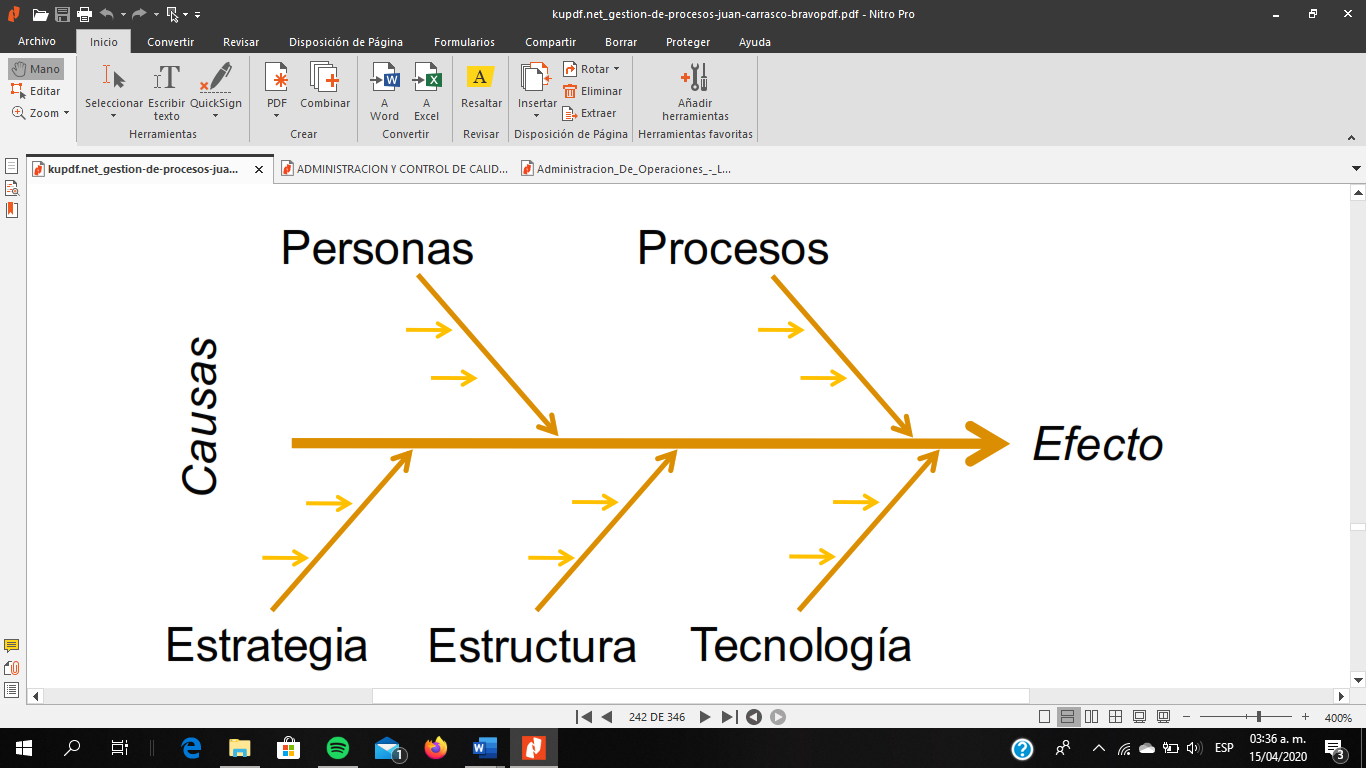 kupdf.net_gestion-de-procesos-juan-carrasco-bravopdf.pdf - Nitro Pro
Archivo Inicio Convertir Revisar Disposición de Página Formularios Compartir Borrar Proteger Ayuda
Mano
Editar
Zoom
Seleccionar
Escribir texto
QuickSign
Herramientas
PDF
Combinar
Crear
A Word
A Excel
Convertir
Resaltar
Revisar
Insertar
Rotar
Eliminar
Extraer
Disposición de Página
Añadir herramientas
Herramientas favoritas
kupdf.net_gestion-de-procesos-jua...
ADMINISTRACION Y CONTROL DE CALID...
Administracion_De_Operaciones_-_L...
Personas
Procesos
Causas
Efecto
Estrategia
Estructura
Tecnología
242 DE 346
400%
1
ESP
03:36 a. m.
15/04/2020
3